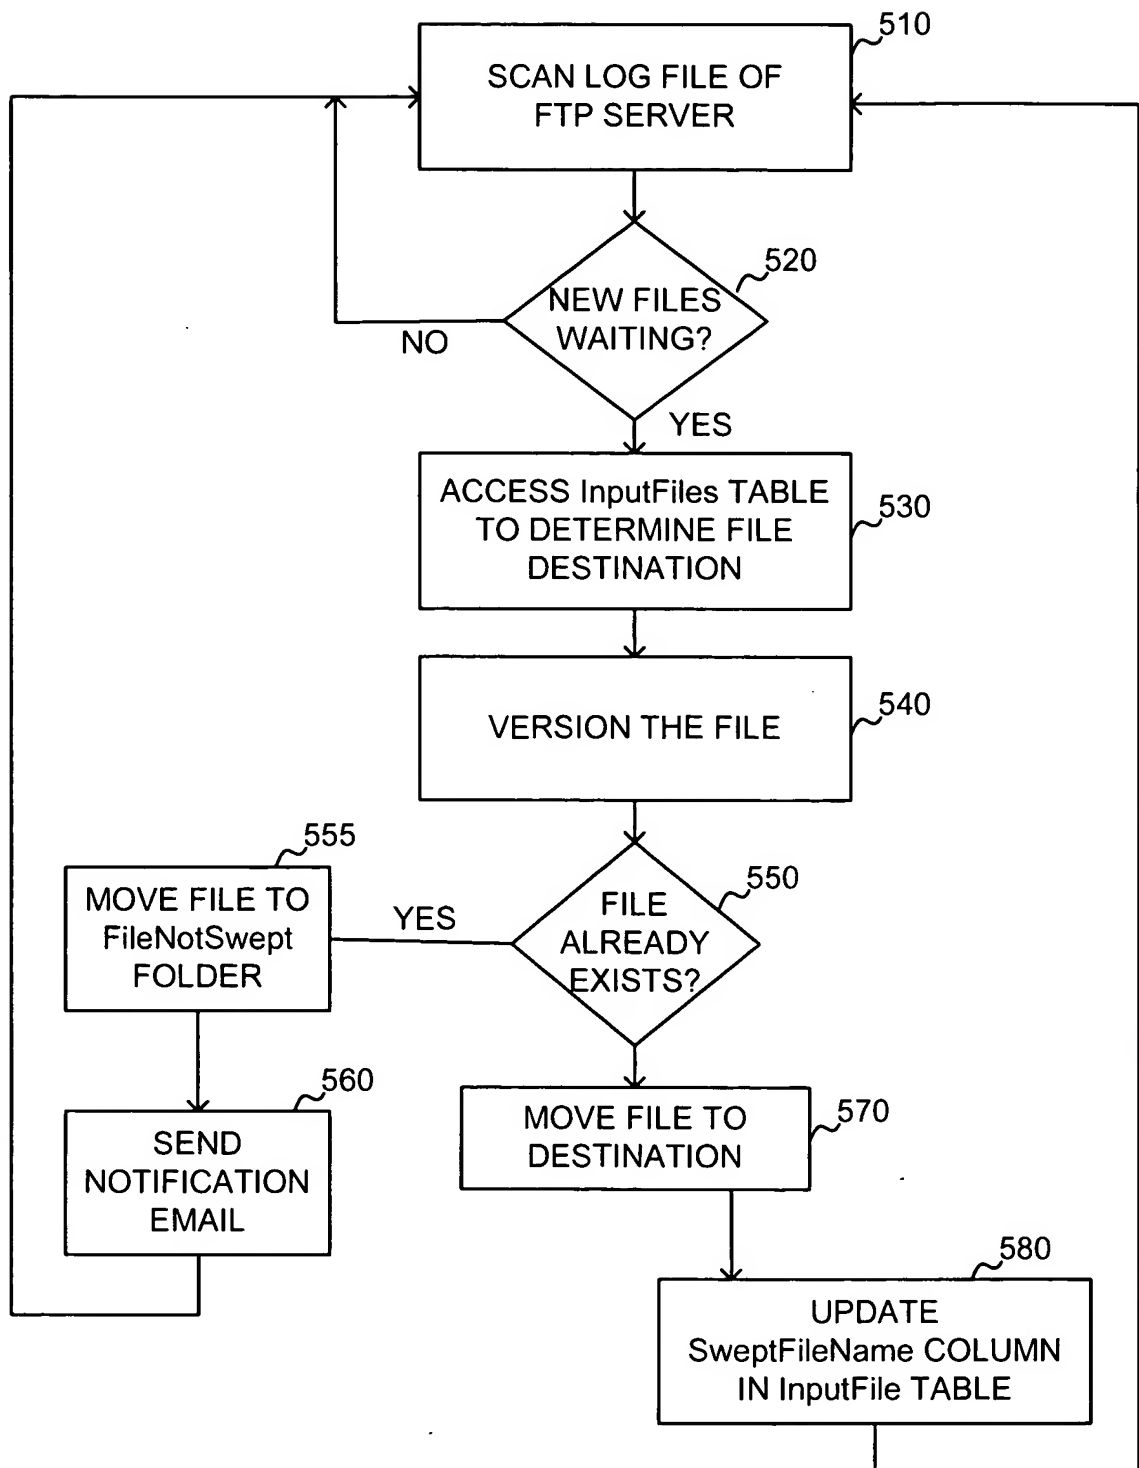 510
SCAN LOG FILE OF
FTP SERVER
520
NEW FILES
WAITING?
NO
YES
ACCESS InputFiles TABLE
TO DETERMINE FILE
DESTINATION
530
VERSION THE FILE
540
555
MOVE FILE TO
FileNotSwept
FOLDER
YES
550
FILE
ALREADY
EXISTS?
560
SEND
NOTIFICATION
EMAIL
MOVE FILE TO
DESTINATION
570
580
UPDATE
SweptFileName COLUMN
IN InputFile TABLE